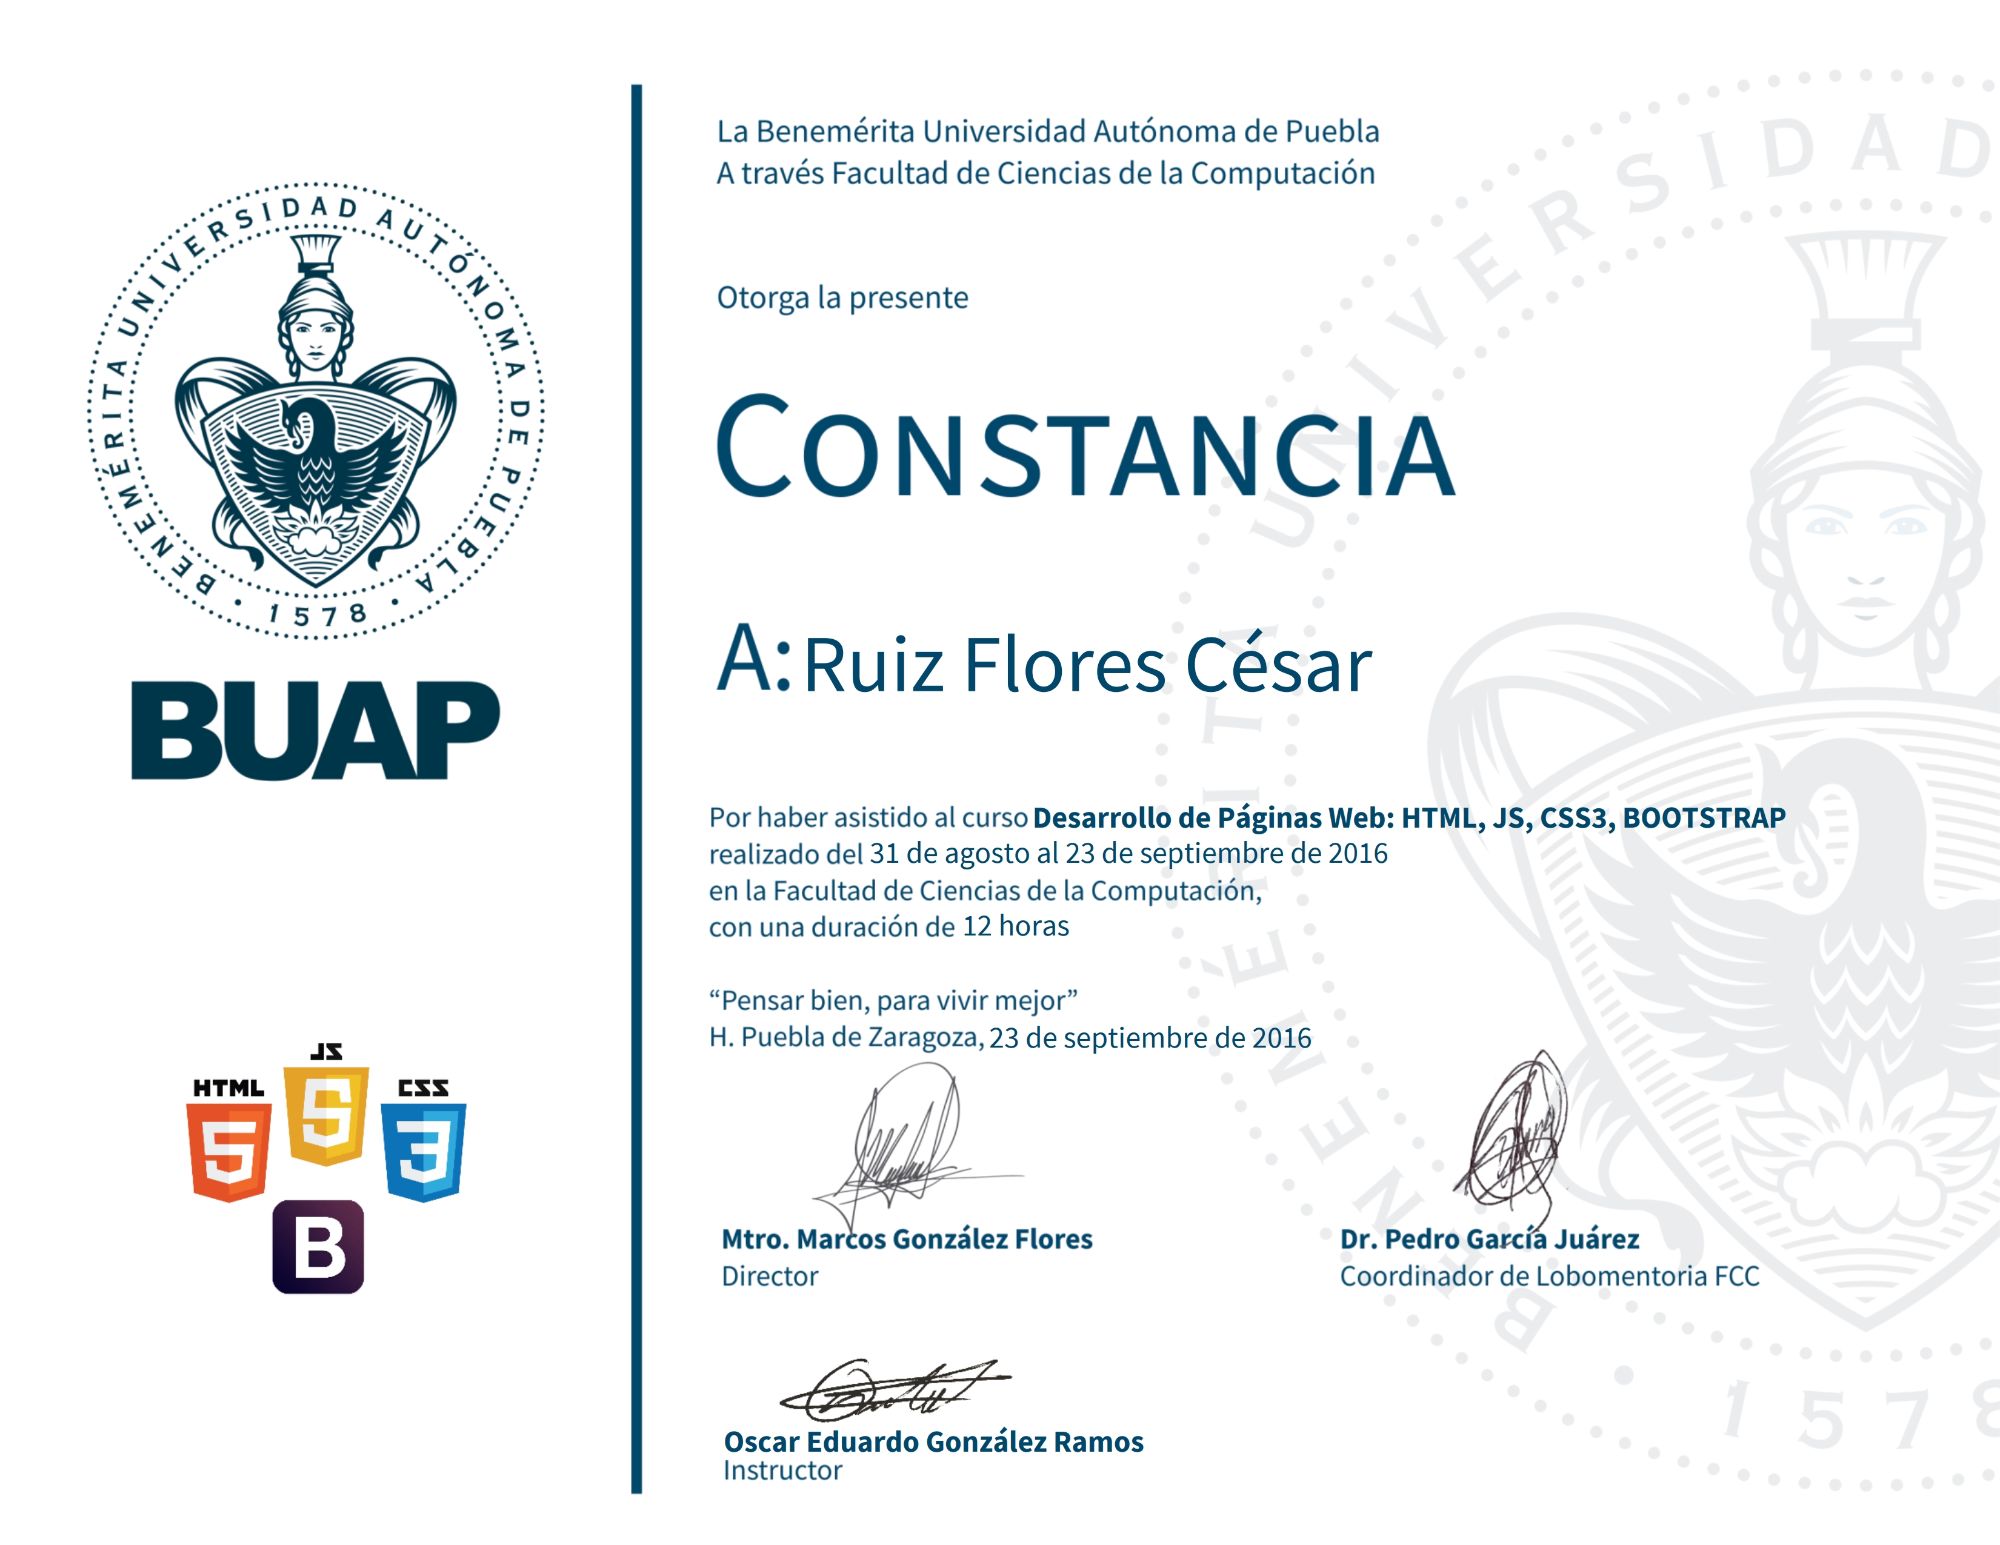 BENEMÉRITA UNIVERSIDAD AUTÓNOMA DE PUEBLA
· 1578 ·
BUAP
JS
HTML
CSS
5
5
3
B
La Benemérita Universidad Autónoma de Puebla
A través Facultad de Ciencias de la Computación
Otorga la presente
CONSTANCIA
A: Ruiz Flores César
Por haber asistido al curso Desarrollo de Páginas Web: HTML, JS, CSS3, BOOTSTRAP
realizado del 31 de agosto al 23 de septiembre de 2016
en la Facultad de Ciencias de la Computación,
con una duración de 12 horas
“Pensar bien, para vivir mejor”
H. Puebla de Zaragoza, 23 de septiembre de 2016
Mtro. Marcos González Flores
Director
Dr. Pedro García Juárez
Coordinador de Lobomentoria FCC
Oscar Eduardo González Ramos
Instructor
BENEMÉRITA UNIVERSIDAD
· 1578